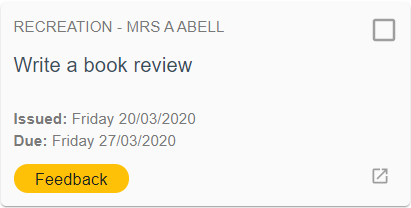 RECREATION - MRS A ABELL
Write a book review
Issued: Friday 20/03/2020
Due: Friday 27/03/2020
Feedback